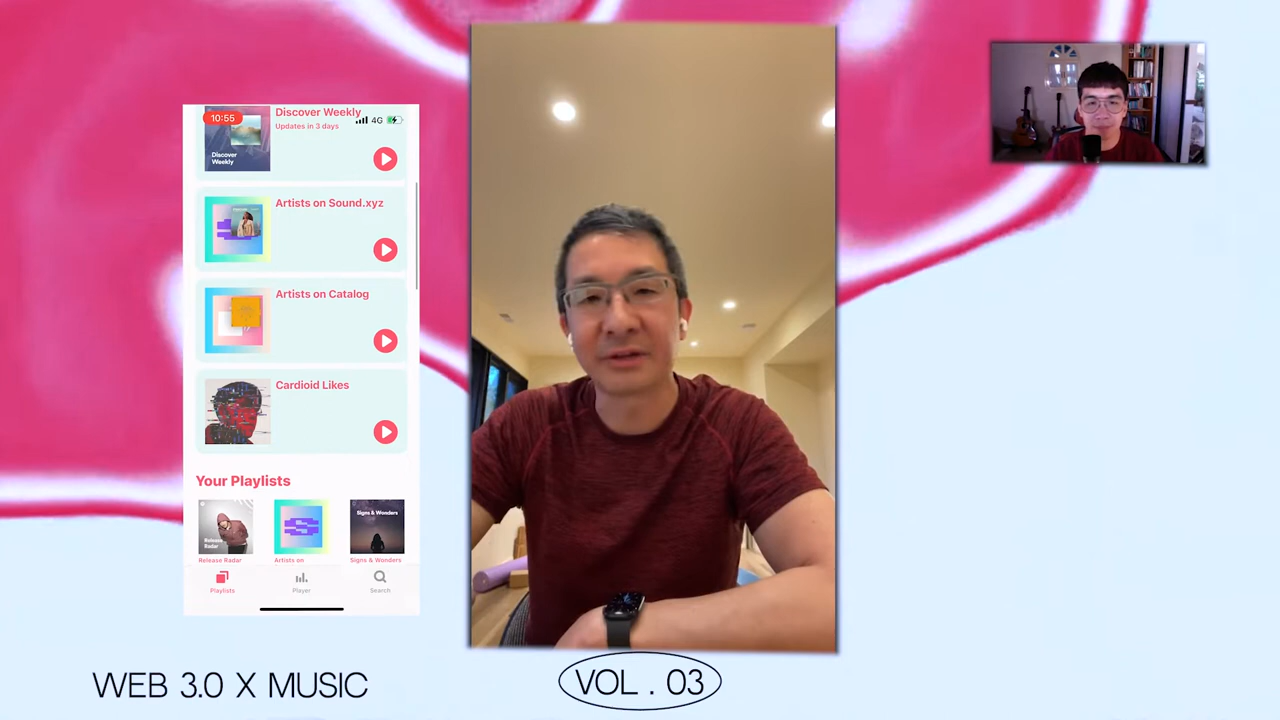 10:55
4G
Discover Weekly
Updates in 3 days
Discover
Weekly
Artists on Sound.xyz
Artists on Catalog
Cardioid Likes
Your Playlists
Release
Radar
Signs & Wonders
Release Radar
Artists on
Signs & Wonders
Playlists
Player
Search
WEB 3.0 X MUSIC
VOL . 03